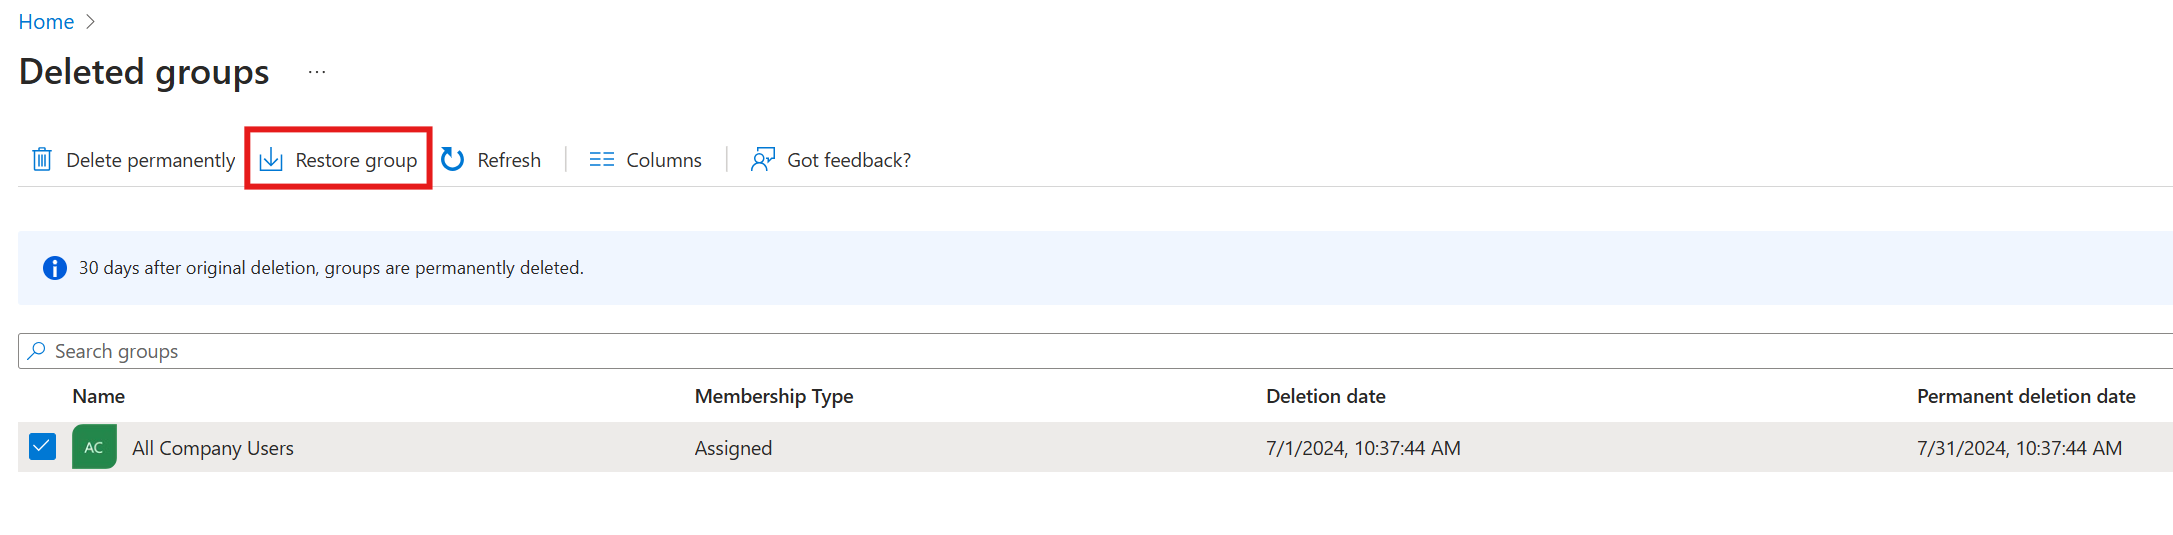 Home
Deleted groups ...
Delete permanently Restore group Refresh Columns Got feedback?
30 days after original deletion, groups are permanently deleted.
Search groups
Name Membership Type Deletion date Permanent deletion date
AC All Company Users Assigned 7/1/2024, 10:37:44 AM 7/31/2024, 10:37:44 AM